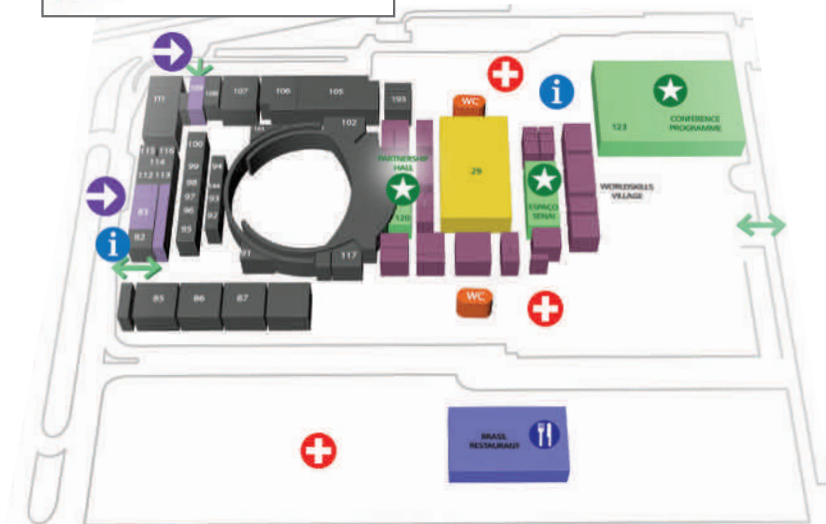 111
109
108
107
106
105
193
102
WC
123
CONFERENCE
PROGRAMME
115
116
114
112
113
100
99
98
97
96
95
94
93
92
PARTNERSHIP
HALL
29
120
ESPAÇO
SENAI
WORLDSKILLS
VILLAGE
83
82
91
117
WC
85
86
87
BRASIL
RESTAURANT